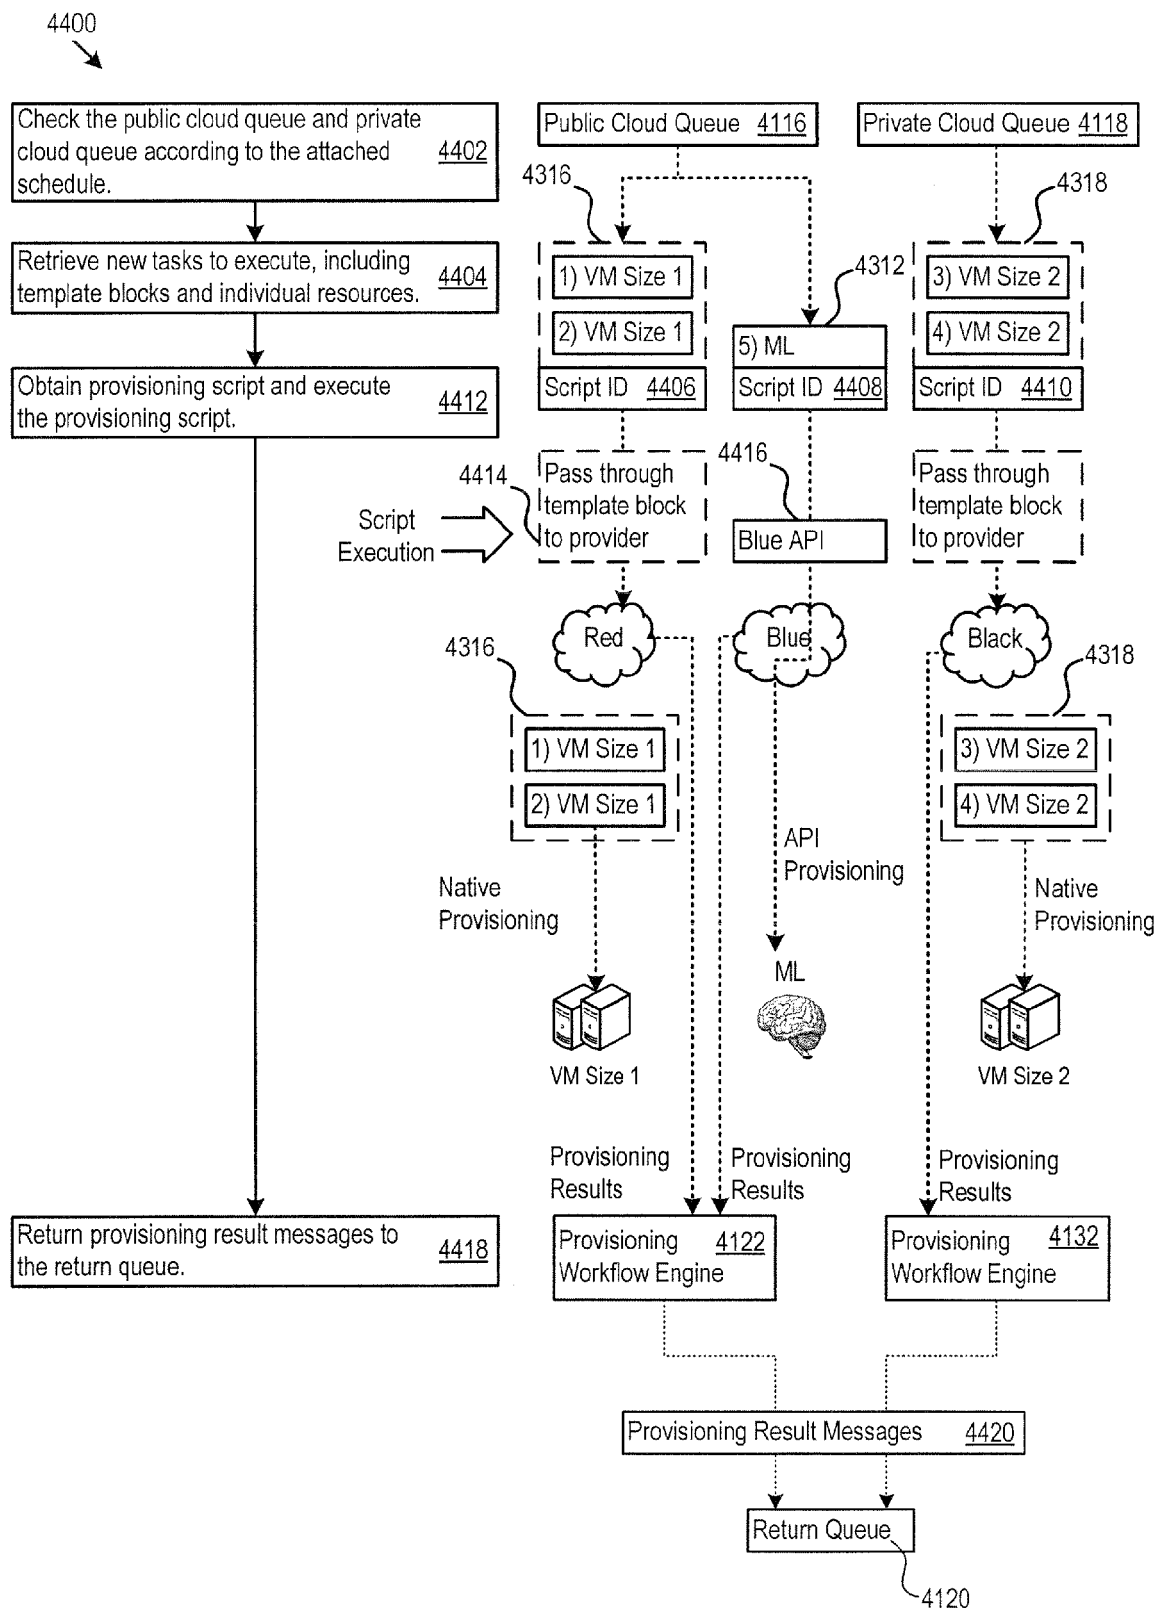 4400
Check the public cloud queue and private
cloud queue according to the attached
schedule.
4402
Retrieve new tasks to execute, including
template blocks and individual resources.
4404
Obtain provisioning script and execute
the provisioning script.
4412
Return provisioning result messages to
the return queue.
4418
Public Cloud Queue 4116
Private Cloud Queue 4118
4316
4318
4312
1) VM Size 1
2) VM Size 1
5) ML
3) VM Size 2
4) VM Size 2
Script ID 4406
Script ID 4408
Script ID 4410
4414
4416
Script
Execution
Pass through
template block
to provider
Blue API
Pass through
template block
to provider
Red
Blue
Black
4316
4318
1) VM Size 1
2) VM Size 1
3) VM Size 2
4) VM Size 2
Native
Provisioning
API
Provisioning
Native
Provisioning
ML
VM Size 1
VM Size 2
Provisioning
Results
Provisioning
Results
Provisioning
Results
Provisioning
Workflow Engine
4122
Provisioning
Workflow Engine
4132
Provisioning Result Messages 4420
Return Queue
4120